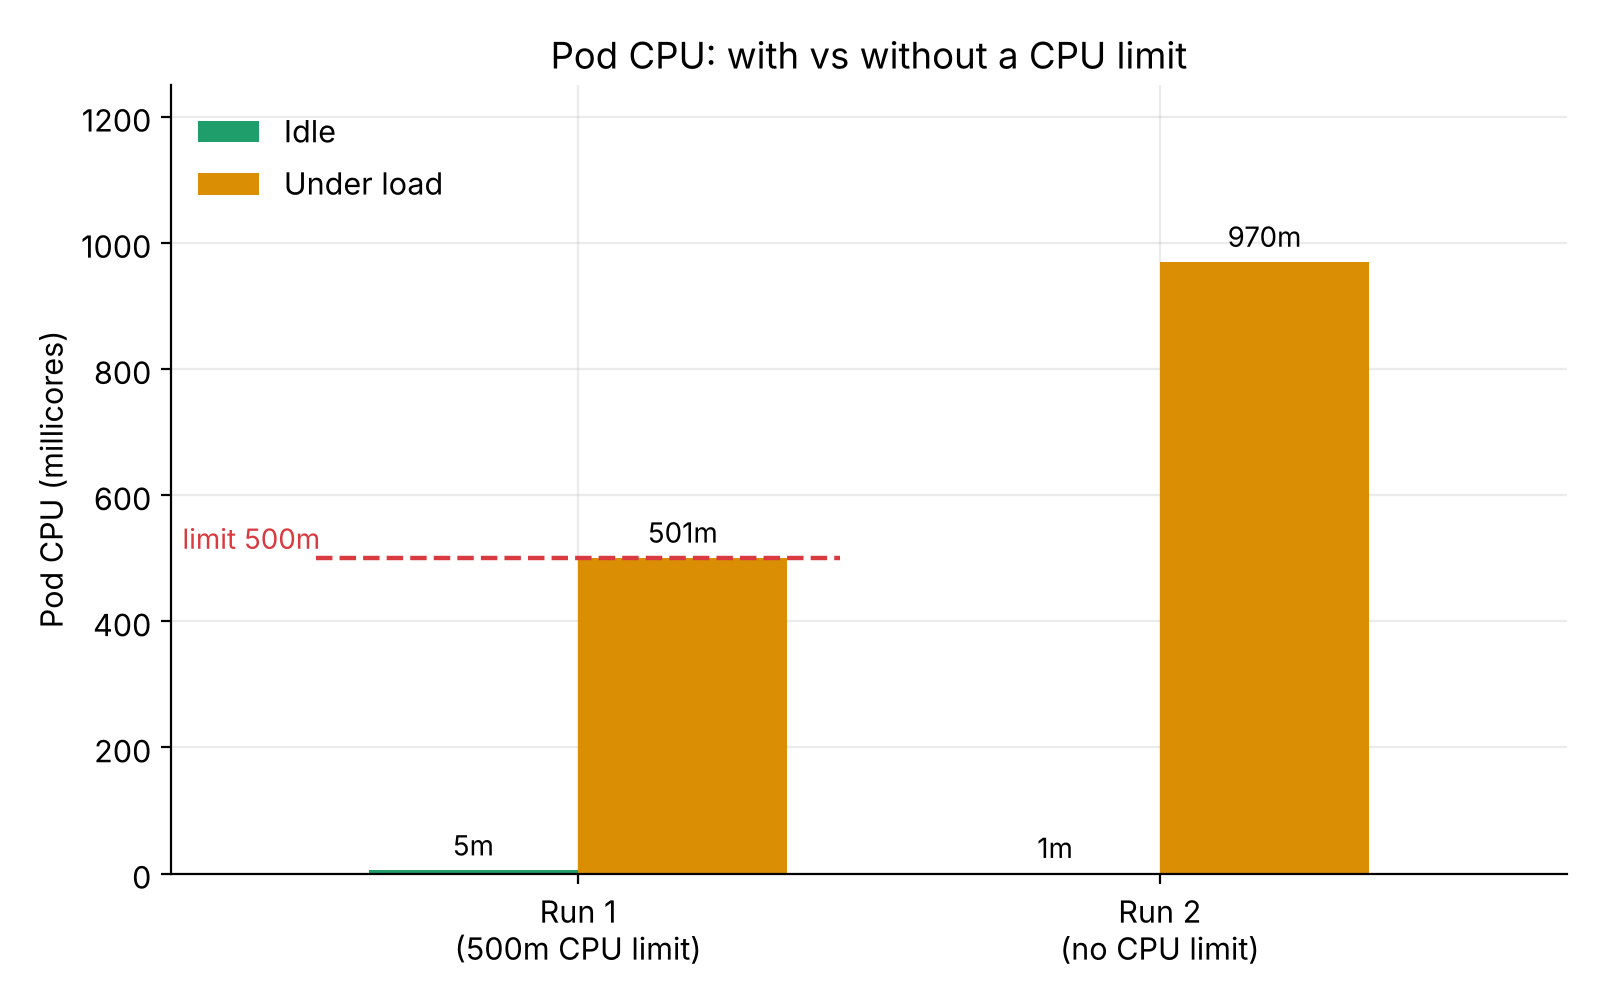 Pod CPU: with vs without a CPU limit
Idle
Under load
Pod CPU (millicores)
1200
1000
800
600
400
200
0
limit 500m
5m
501m
1m
970m
Run 1
(500m CPU limit)
Run 2
(no CPU limit)